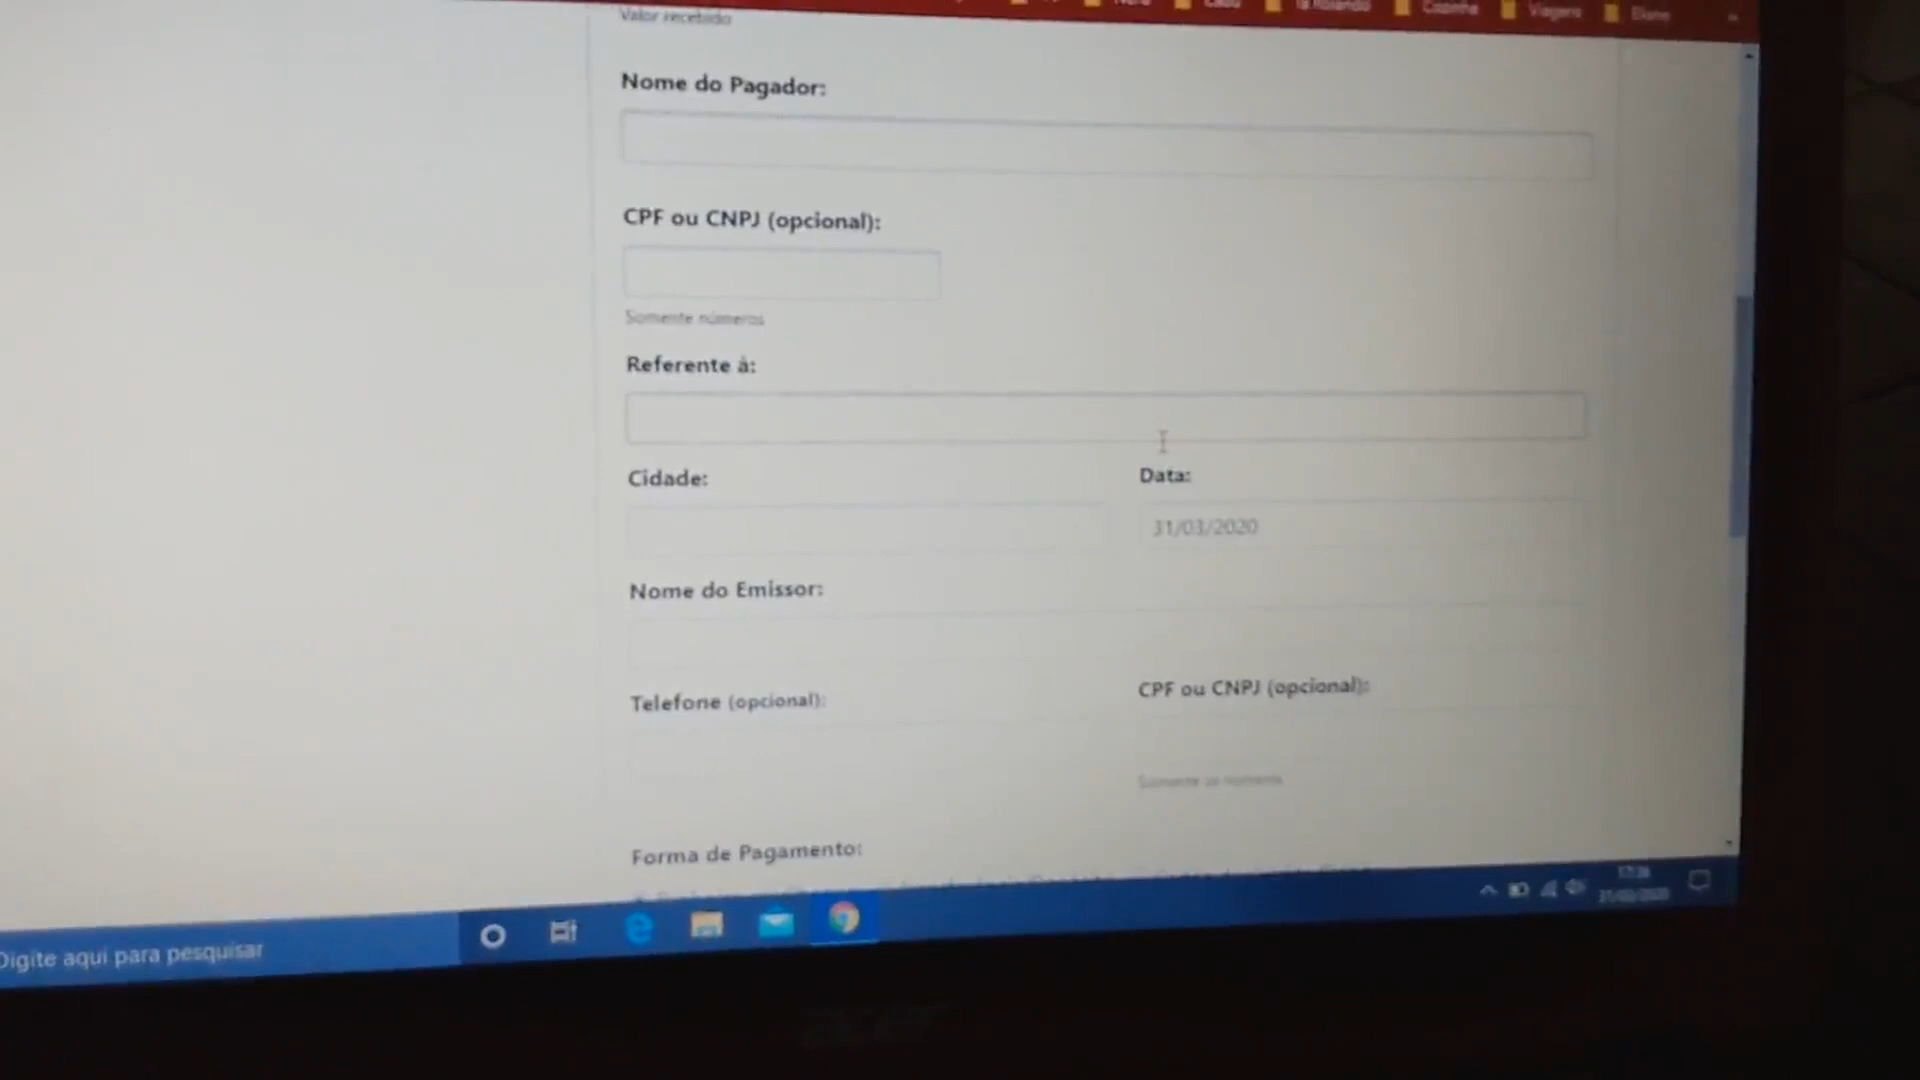 Valor recebido
Nome do Pagador:
CPF ou CNPJ (opcional):
Somente números
Referente à:
Cidade:
Data:
31/03/2020
Nome do Emissor:
Telefone (opcional):
CPF ou CNPJ (opcional):
Forma de Pagamento:
Digite aqui para pesquisar
acer